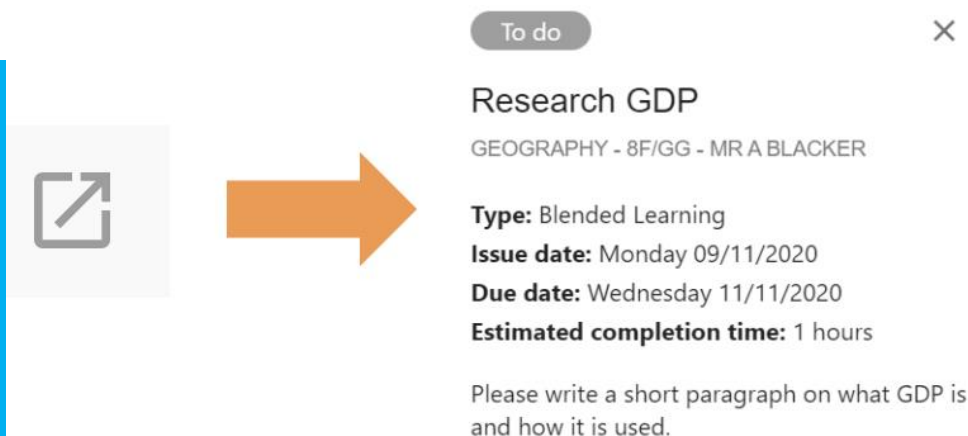 To do
Research GDP
GEOGRAPHY - 8F/GG - MR A BLACKER
Type: Blended Learning
Issue date: Monday 09/11/2020
Due date: Wednesday 11/11/2020
Estimated completion time: 1 hours
Please write a short paragraph on what GDP is
and how it is used.